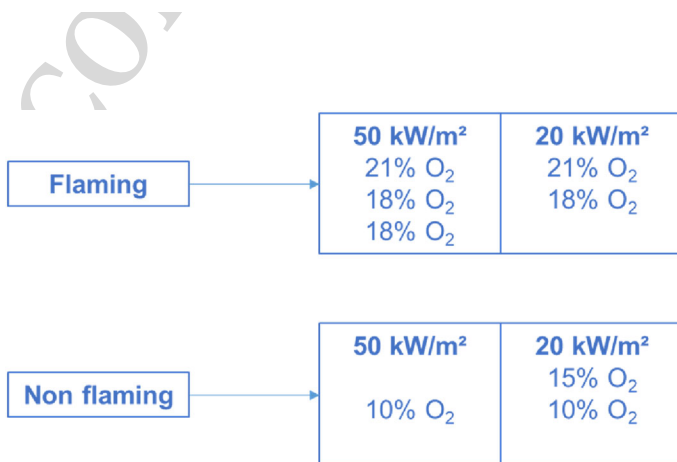 50 kW/m² 20 kW/m²
21% O₂ 21% O₂
Flaming
18% O₂ 18% O₂
18% O₂
50 kW/m² 20 kW/m²
15% O₂
Non flaming
10% O₂ 10% O₂